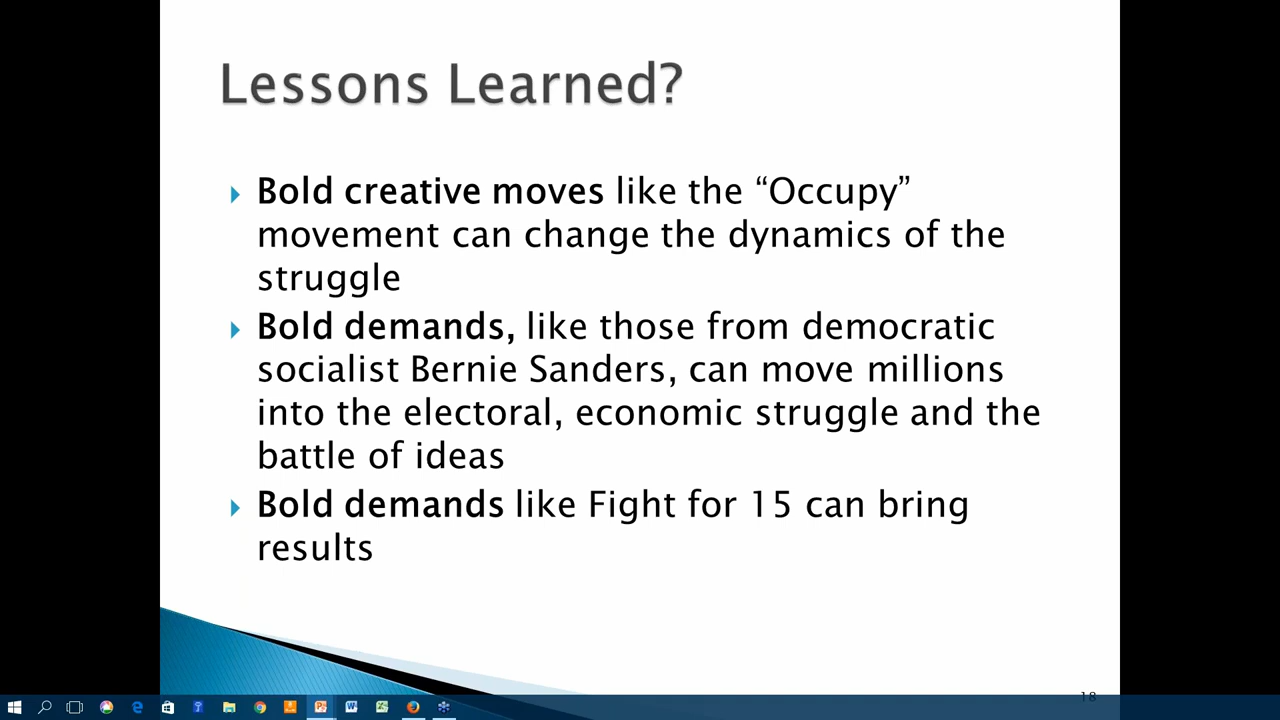 Lessons Learned?
Bold creative moves like the “Occupy”
movement can change the dynamics of the
struggle
Bold demands, like those from democratic
socialist Bernie Sanders, can move millions
into the electoral, economic struggle and the
battle of ideas
Bold demands like Fight for 15 can bring
results
18